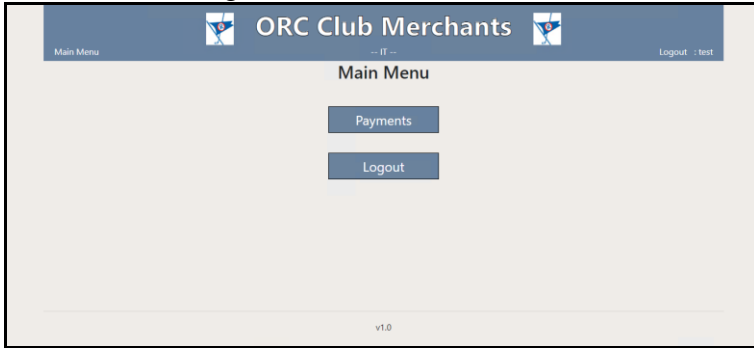 ORC Club Merchants
Main Menu -- IT -- Logout : test
Main Menu
Payments
Logout
v1.0